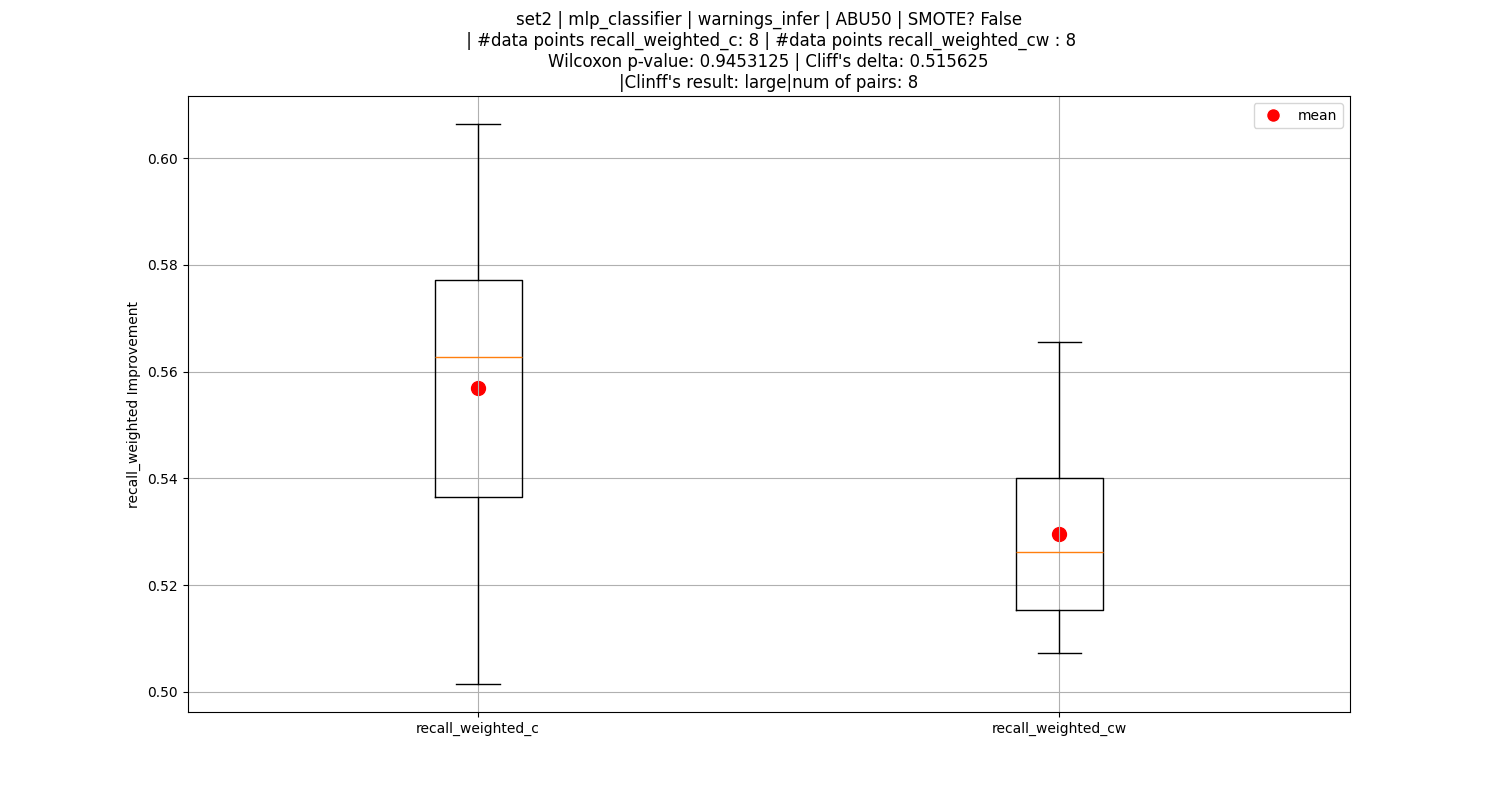 set2 | mlp_classifier | warnings_infer | ABU50 | SMOTE? False
| #data points recall_weighted_c: 8 | #data points recall_weighted_cw : 8
Wilcoxon p-value: 0.9453125 | Cliff's delta: 0.515625
|Clinff's result: large|num of pairs: 8
mean
0.60
0.58
0.56
0.54
0.52
0.50
recall_weighted Improvement
recall_weighted_c
recall_weighted_cw